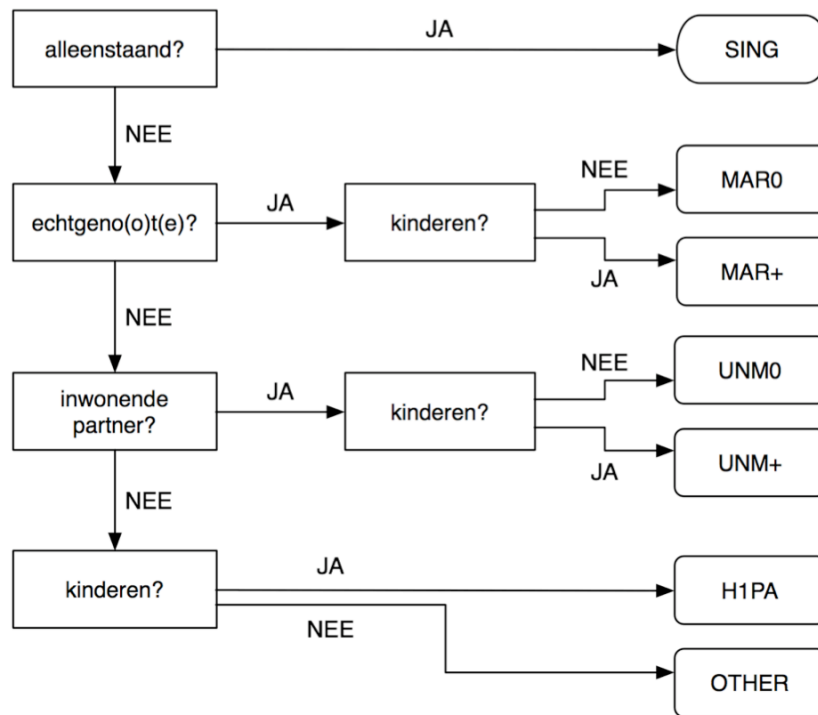 alleenstaand?
JA
SING
NEE
echtgeno(o)t(e)?
JA
kinderen?
NEE
MAR0
JA
MAR+
NEE
inwonende
partner?
JA
kinderen?
NEE
UNM0
JA
UNM+
NEE
kinderen?
JA
H1PA
NEE
OTHER